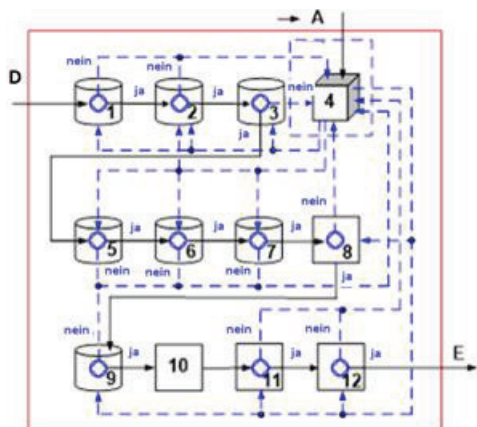 A
nein nein
D ja ja nein 4
1 2 3
ja
nein
5 ja 6 ja 7 ja 8
nein nein nein
ja
nein nein nein
ja 10 ja ja E
9 11 12